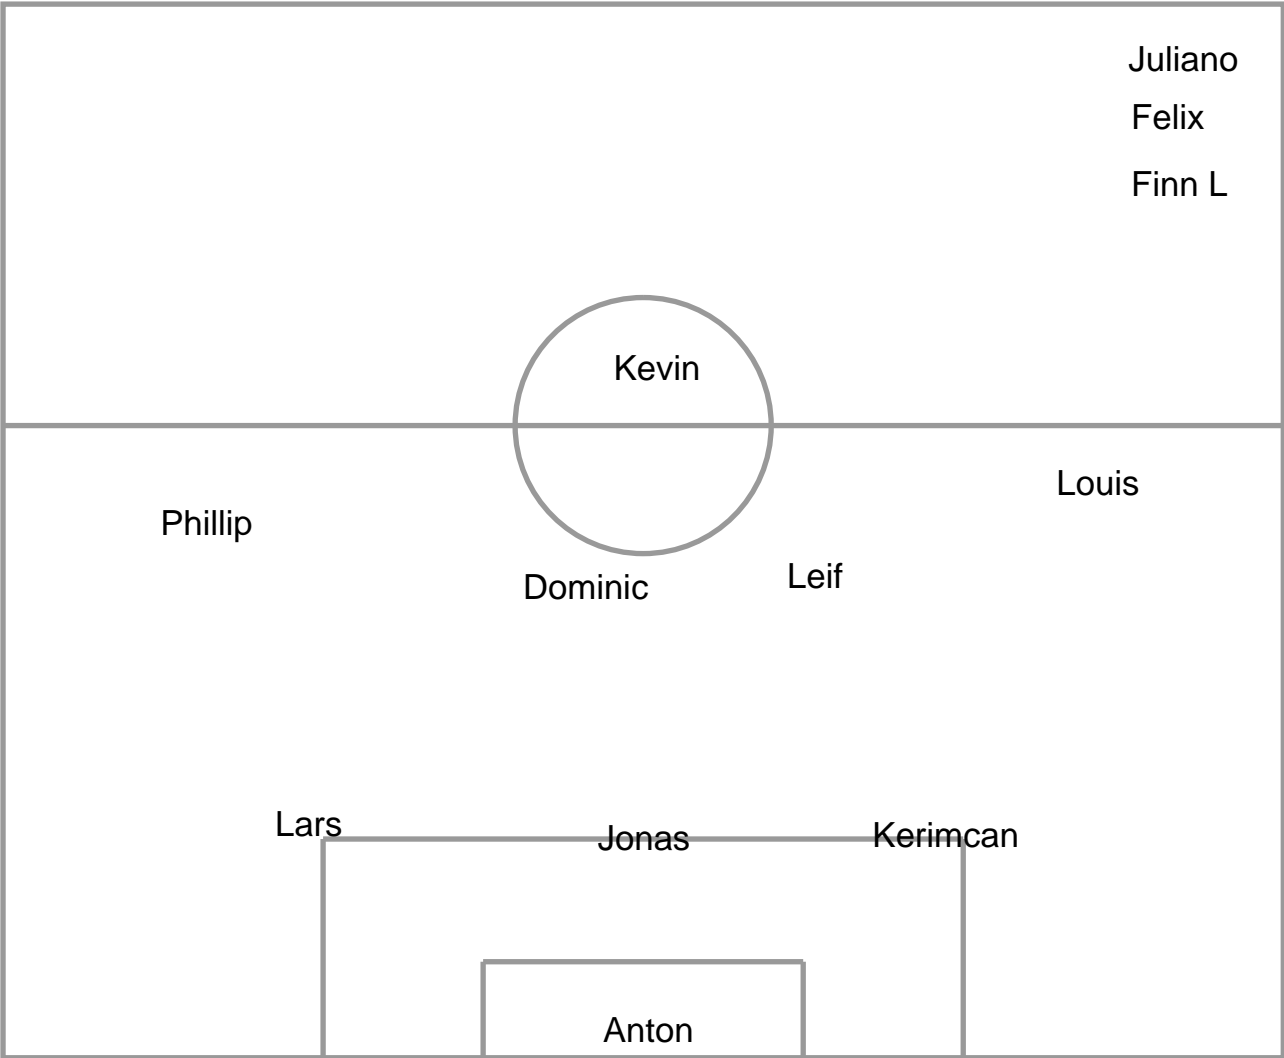 Juliano
Felix
Finn L
Kevin
Louis
Phillip
Leif
Dominic
Lars
Jonas
Kerimcan
Anton